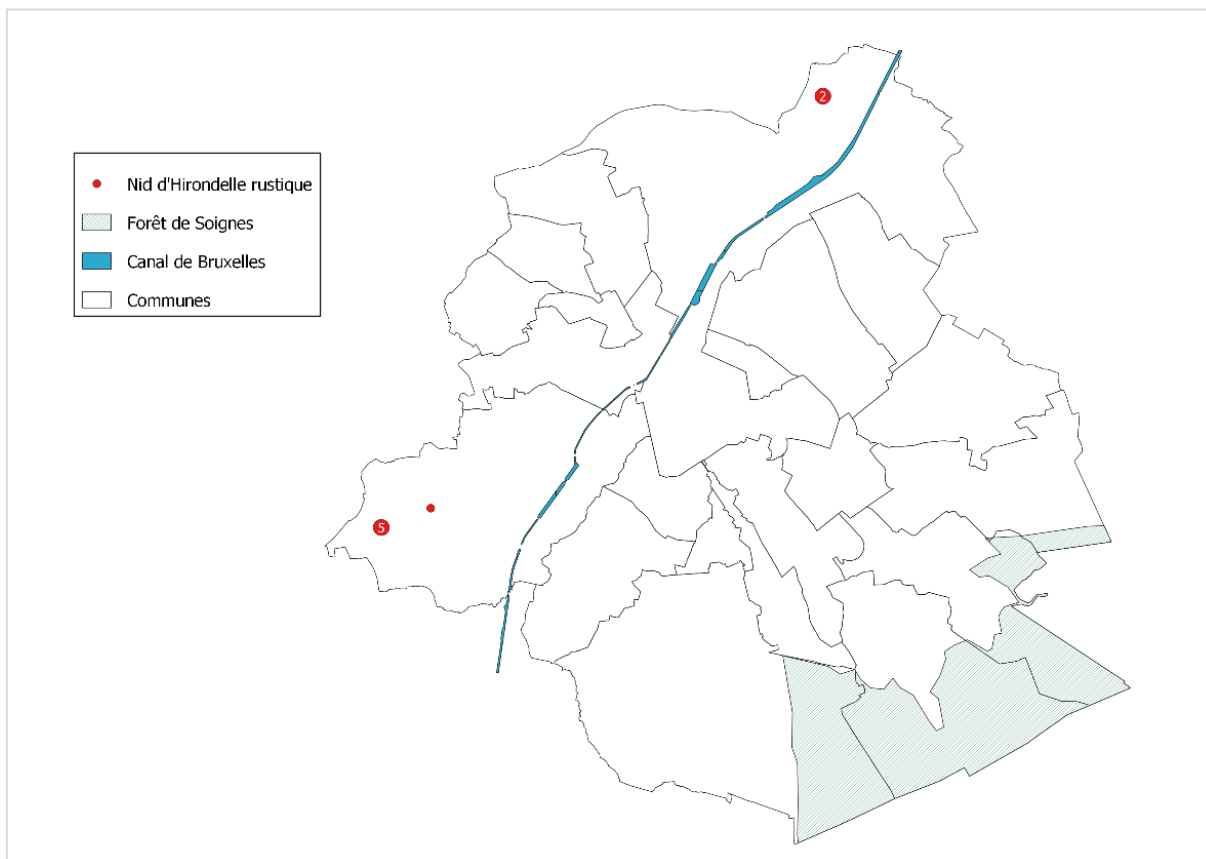 2
Nid d'Hirondelle rustique
Forêt de Soignes
Canal de Bruxelles
Communes
5